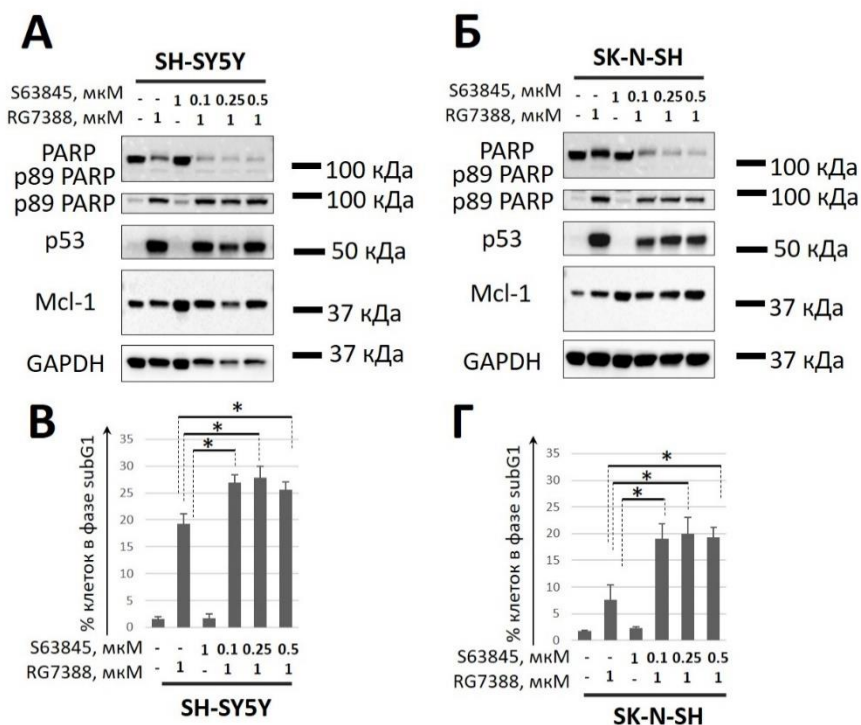 А
SH-SY5Y
S63845, мкМ - - 1 0.1 0.25 0.5
RG7388, мкМ - 1 - 1 1 1
PARP
p89 PARP
100 кДа
p89 PARP
100 кДа
p53
50 кДа
Mcl-1
37 кДа
GAPDH
37 кДа
Б
SK-N-SH
S63845, мкМ - - 1 0.1 0.25 0.5
RG7388, мкМ - 1 - 1 1 1
PARP
p89 PARP
100 кДа
p89 PARP
100 кДа
p53
50 кДа
Mcl-1
37 кДа
GAPDH
37 кДа
В
% клеток в фазе subG1
35
30
25
20
15
10
5
0
*
*
*
S63845, мкМ - - 1 0.1 0.25 0.5
RG7388, мкМ - 1 - 1 1 1
SH-SY5Y
Г
% клеток в фазе subG1
35
30
25
20
15
10
5
0
*
*
*
S63845, мкМ - - 1 0.1 0.25 0.5
RG7388, мкМ - 1 - 1 1 1
SK-N-SH